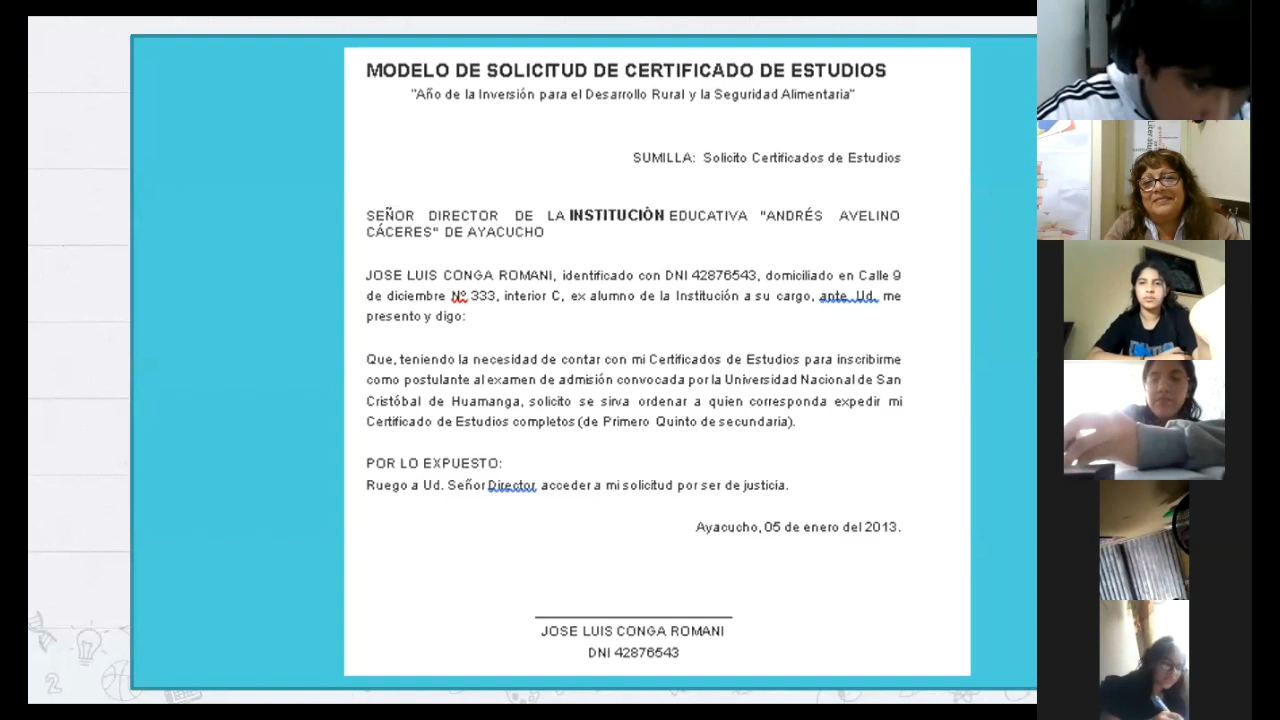 MODELO DE SOLICITUD DE CERTIFICADO DE ESTUDIOS
"Año de la Inversión para el Desarrollo Rural y la Seguridad Alimentaria"
SUMILLA: Solicito Certificados de Estudios
SEÑOR DIRECTOR DE LA INSTITUCIÓN EDUCATIVA "ANDRÉS AVELINO
CÁCERES" DE AYACUCHO
JOSE LUIS CONGA ROMANI, identificado con DNI 42876543, domiciliado en Calle 9
de diciembre Nº 333, interior C, ex alumno de la Institución a su cargo, ante Ud. me
presento y digo:
Que, teniendo la necesidad de contar con mi Certificados de Estudios para inscribirme
como postulante al examen de admisión convocada por la Universidad Nacional de San
Cristóbal de Huamanga, solicito se sirva ordenar a quien corresponda expedir mi
Certificado de Estudios completos (de Primero Quinto de secundaria).
POR LO EXPUESTO:
Ruego a Ud. Señor Director, acceder a mi solicitud por ser de justicia.
Ayacucho, 05 de enero del 2013.
JOSE LUIS CONGA ROMANI
DNI 42876543